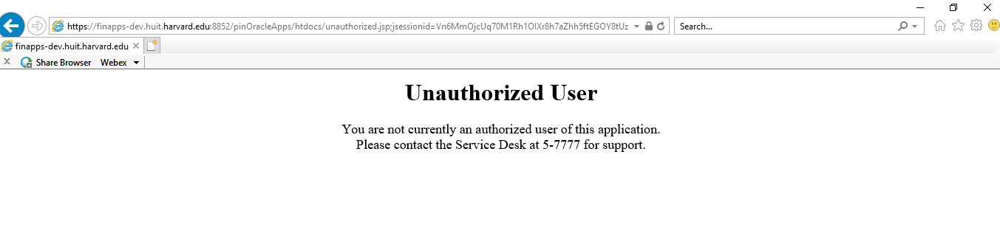 https://finapps-dev.huit.harvard.edu:8852/pinOracleApps/htdocs/unauthorized.jsp;jsessionid=Vn6MmOjcUq70M1Rh1OIXr8h7aZhh5ftEGOY8tUz
Search...
finapps-dev.huit.harvard.edu
Share Browser Webex
Unauthorized User
You are not currently an authorized user of this application.
Please contact the Service Desk at 5-7777 for support.